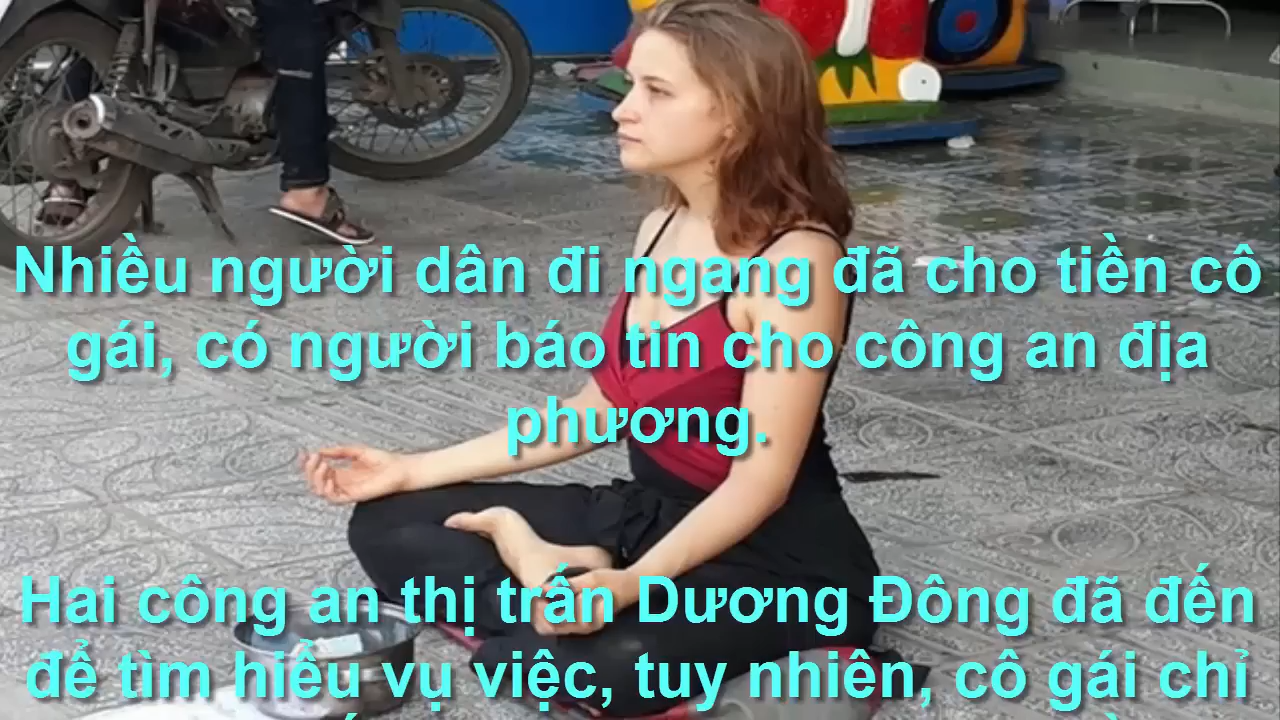 Nhiều người dân đi ngang đã cho tiền cô
gái, có người báo tin cho công an địa
phương.
Hai công an thị trấn Dương Đông đã đến
để tìm hiểu vụ việc, tuy nhiên, cô gái chỉ